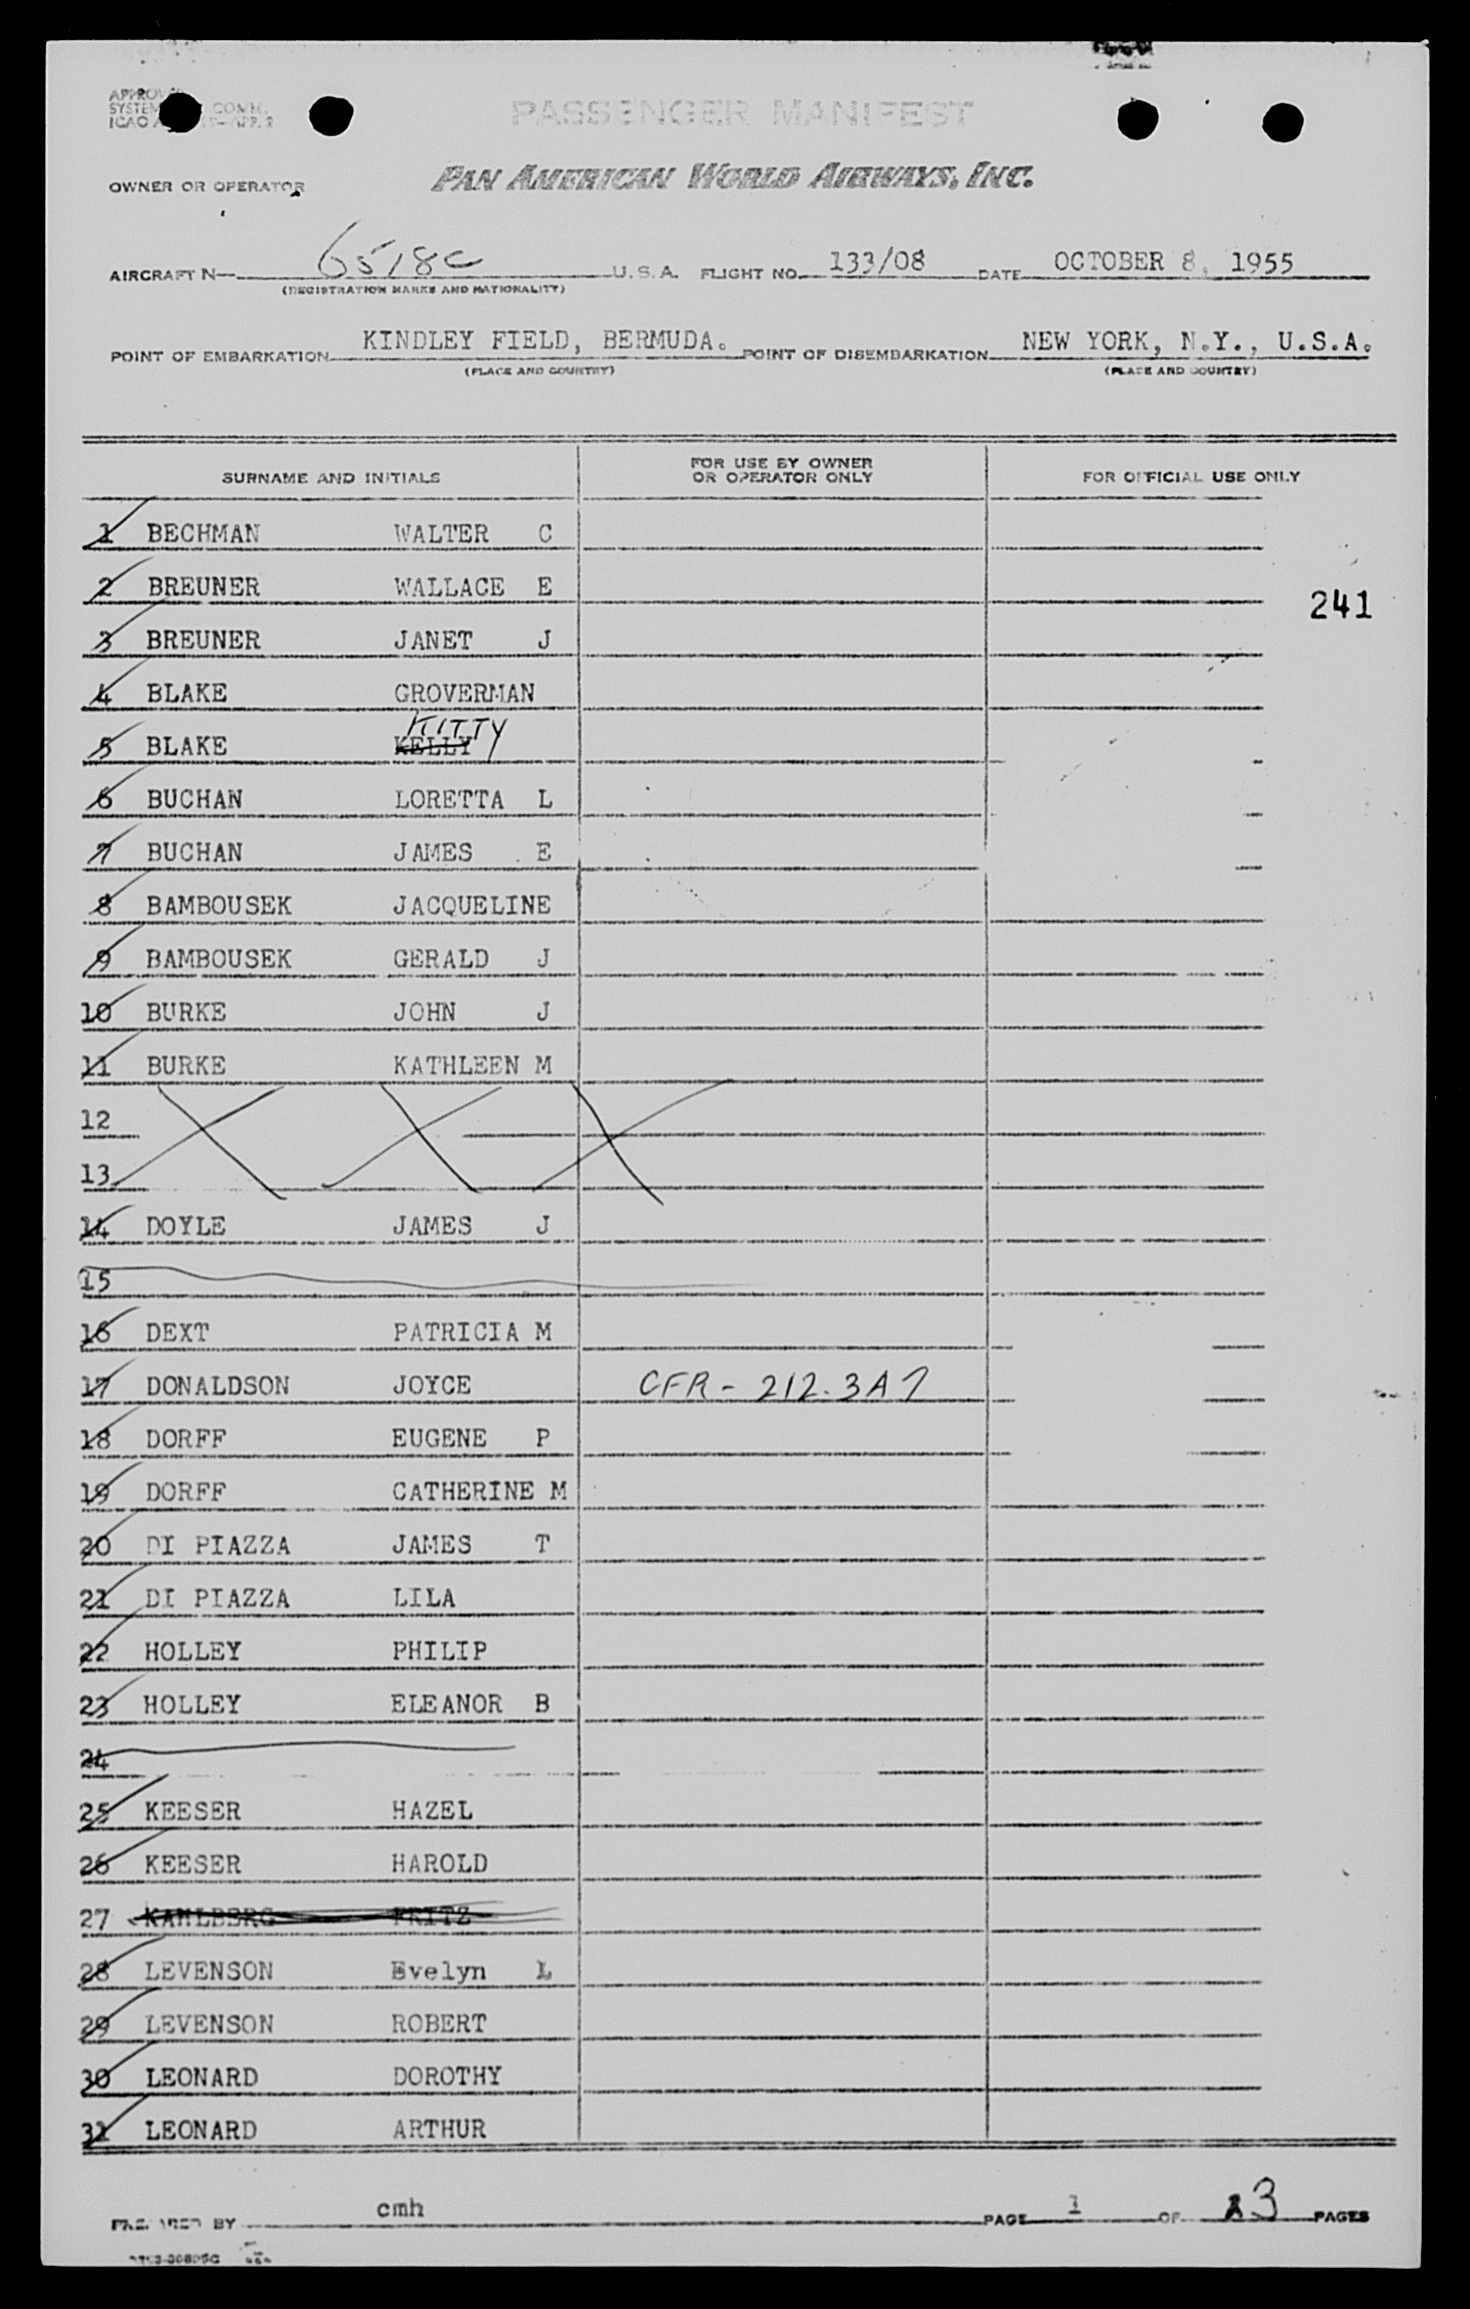 PASSENGER MANIFEST
OWNER OR OPERATOR PAN AMERICAN WORLD AIRWAYS, INC.
AIRCRAFT N— 6518C U.S.A. FLIGHT NO. 133/08 DATE OCTOBER 8, 1955
(REGISTRATION MARKS AND NATIONALITY)
POINT OF EMBARKATION KINDLEY FIELD, BERMUDA. POINT OF DISEMBARKATION NEW YORK, N.Y., U.S.A.
(PLACE AND COUNTRY) (PLACE AND COUNTRY)
SURNAME AND INITIALS FOR USE BY OWNER OR OPERATOR ONLY FOR OFFICIAL USE ONLY
1 BECHMAN WALTER C
2 BREUNER WALLACE E
241
3 BREUNER JANET J
4 BLAKE GROVERMAN
KITTY
5 BLAKE KELLY
6 BUCHAN LORETTA L
7 BUCHAN JAMES E
8 BAMBOUSEK JACQUELINE
9 BAMBOUSEK GERALD J
10 BURKE JOHN J
11 BURKE KATHLEEN M
12
13
14 DOYLE JAMES J
15
16 DEXT PATRICIA M
17 DONALDSON JOYCE CFR - 212.3A7
18 DORFF EUGENE P
19 DORFF CATHERINE M
20 DI PIAZZA JAMES T
21 DI PIAZZA LILA
22 HOLLEY PHILIP
23 HOLLEY ELEANOR B
24
25 KEESER HAZEL
26 KEESER HAROLD
27 KAHLBERG FRITZ
28 LEVENSON Evelyn L
29 LEVENSON ROBERT
30 LEONARD DOROTHY
31 LEONARD ARTHUR
PREPARED BY cmh PAGE 1 OF 3 PAGES